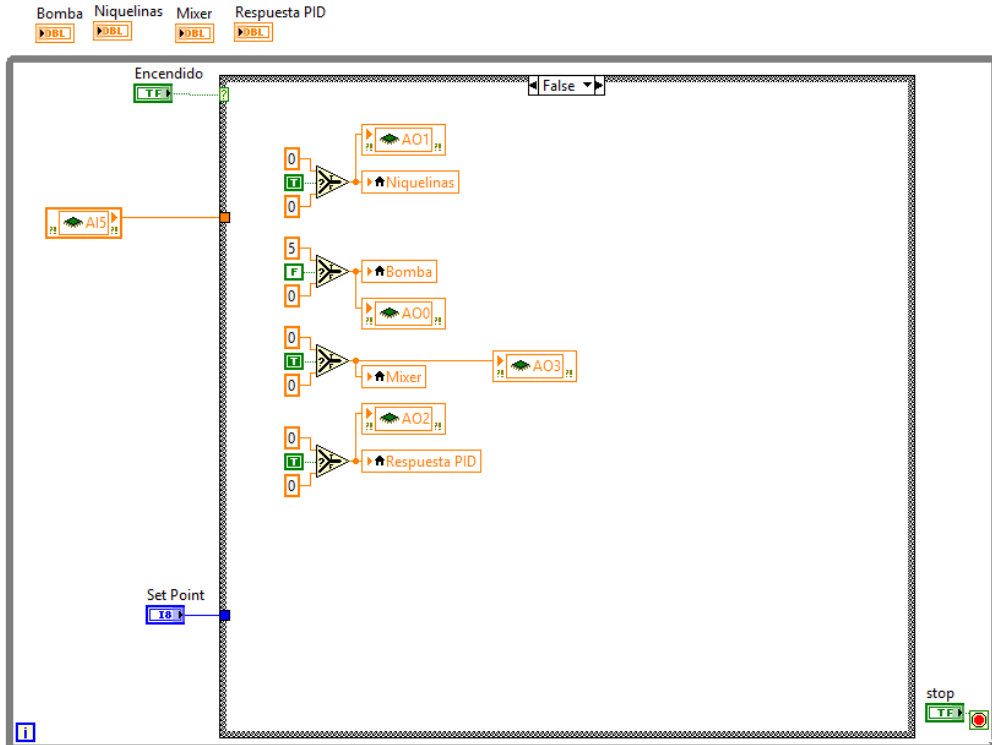 Bomba Niquelinas Mixer Respuesta PID
DBL DBL DBL DBL
Encendido
TF
?
False
AO1
0
T
0
Niquelinas
AI5
5
F
0
Bomba
AO0
0
T
0
Mixer
AO3
AO2
0
T
0
Respuesta PID
Set Point
I8
stop
TF
i